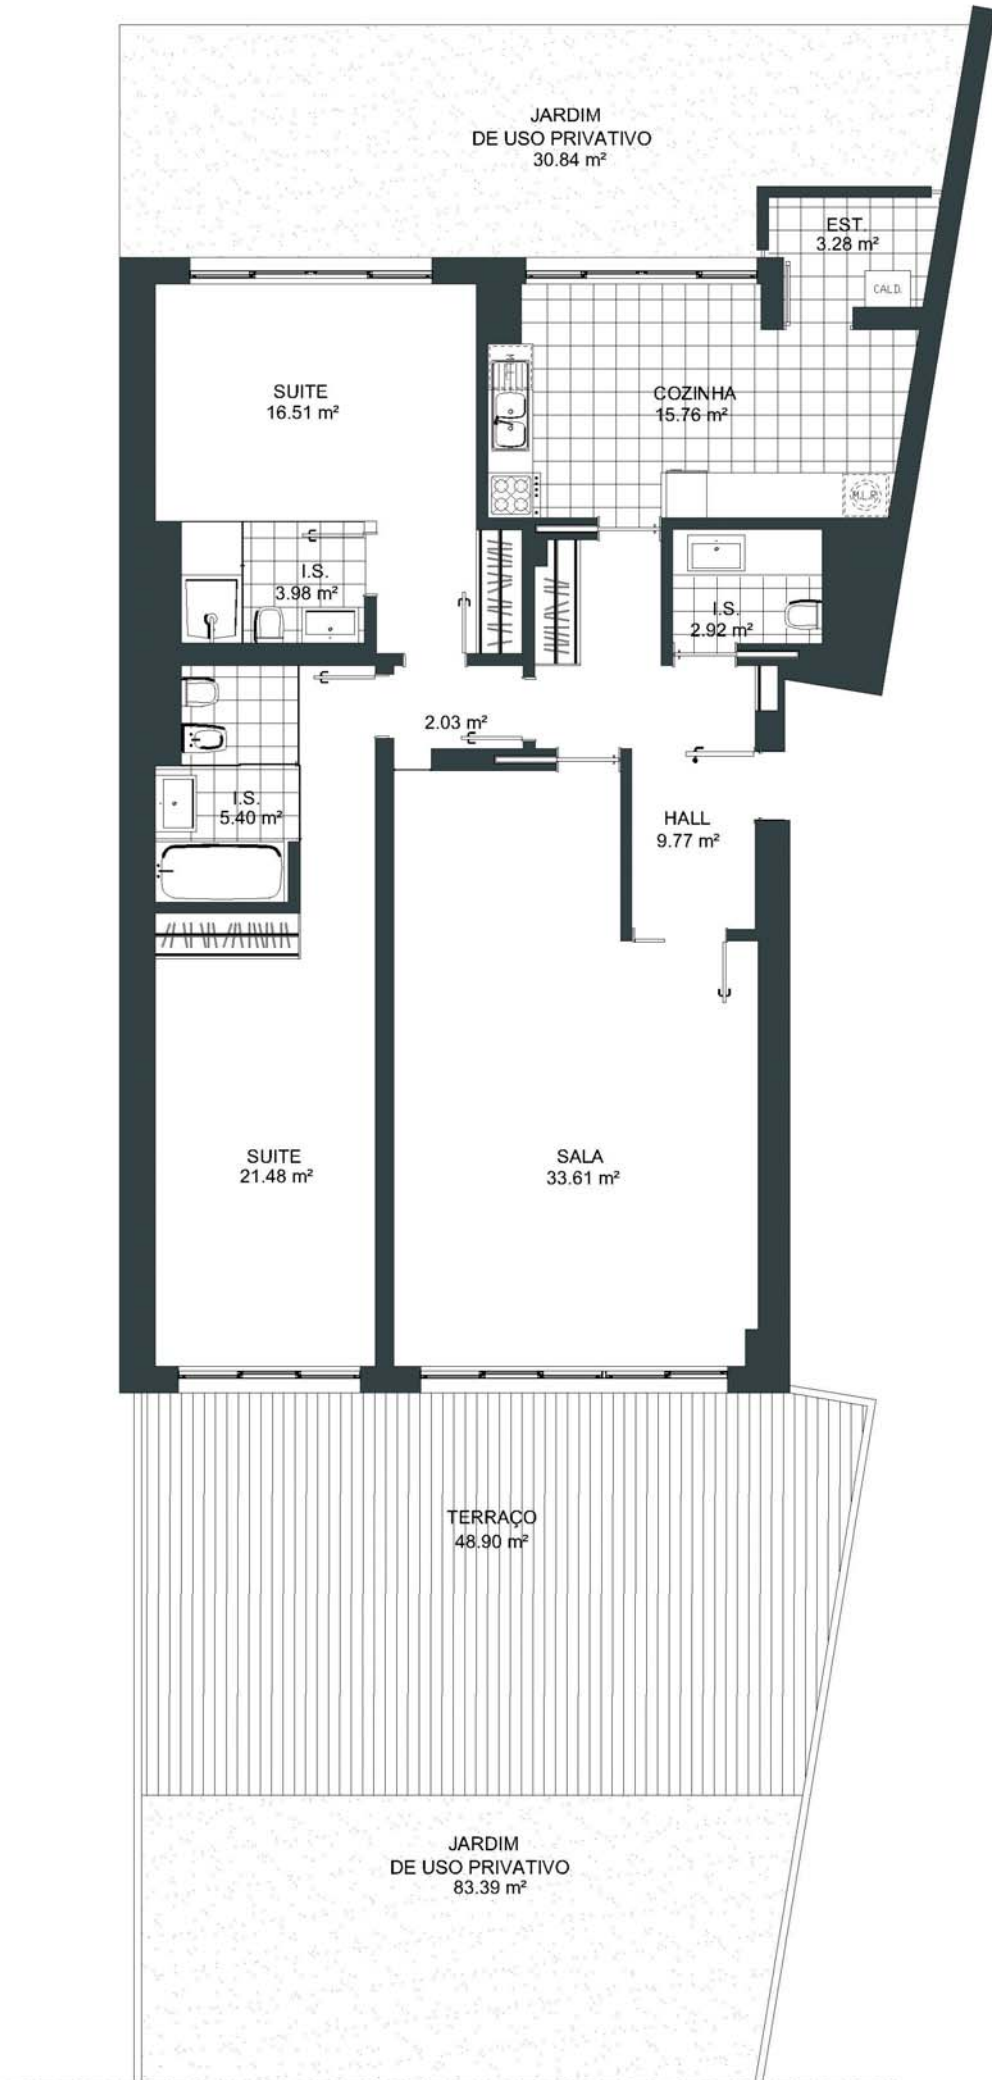 JARDIM
DE USO PRIVATIVO
30.84 m²
EST.
3.28 m²
CALD.
SUITE
16.51 m²
COZINHA
15.76 m²
I.S.
3.98 m²
I.S.
2.92 m²
2.03 m²
I.S.
5.40 m²
HALL
9.77 m²
SUITE
21.48 m²
SALA
33.61 m²
TERRAÇO
48.90 m²
JARDIM
DE USO PRIVATIVO
83.39 m²